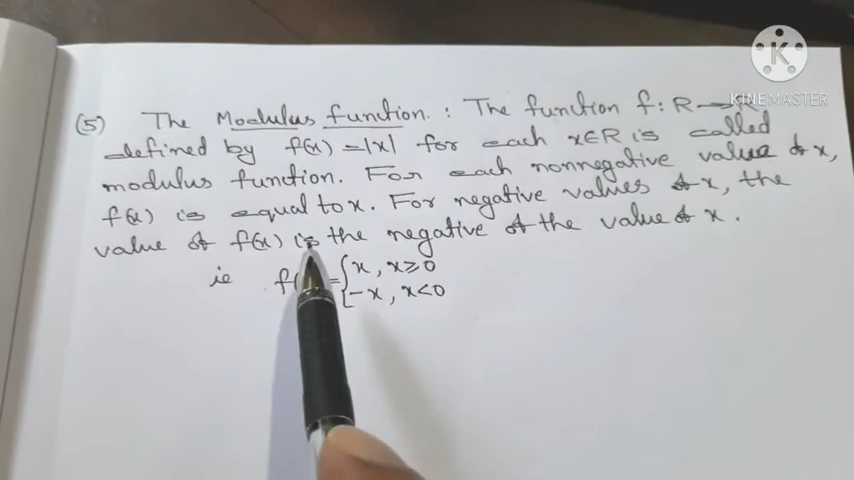 (5) The Modulus function. : The function f: R→R
defined by f(x) = |x| for each x∈R is called
modulus function. For each nonnegative value of x,
f(x) is equal to x. For negative values of x, the
value of f(x) is the negative of the value of x.
ie f( = { x, x≥0
-x, x<0
K
KINEMASTER